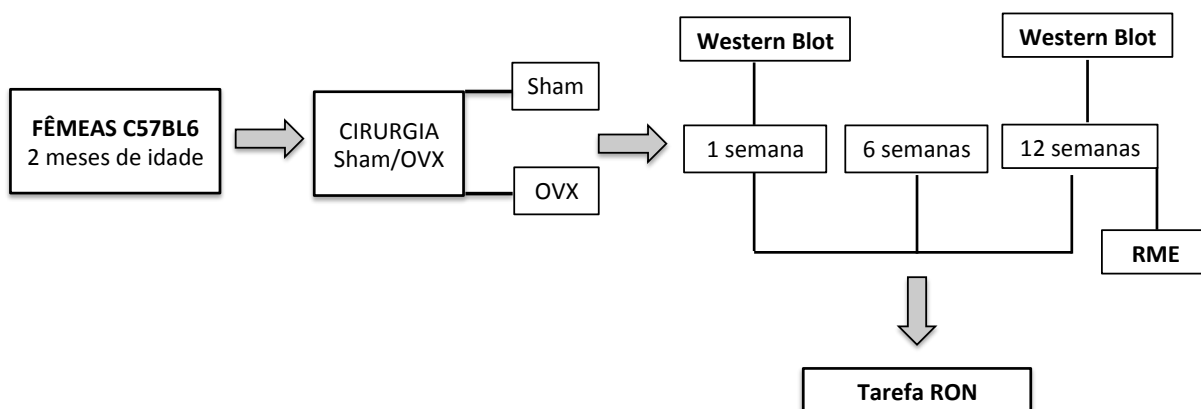 FÊMEAS C57BL6
2 meses de idade
CIRURGIA
Sham/OVX
Sham
OVX
Western Blot
Western Blot
1 semana
6 semanas
12 semanas
RME
Tarefa RON